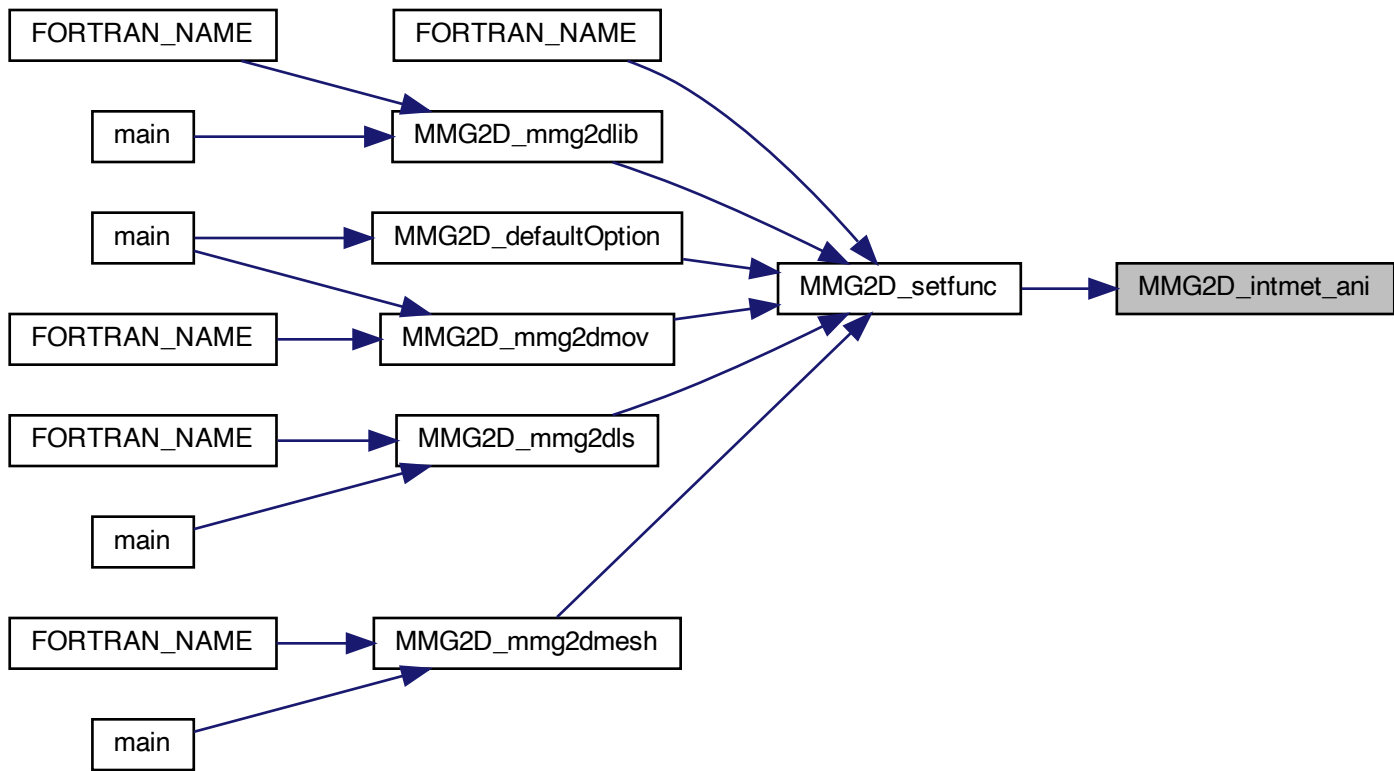 FORTRAN_NAME
FORTRAN_NAME
main
MMG2D_mmg2dlib
main
MMG2D_defaultOption
MMG2D_setfunc
MMG2D_intmet_ani
FORTRAN_NAME
MMG2D_mmg2dmov
FORTRAN_NAME
MMG2D_mmg2dls
main
FORTRAN_NAME
MMG2D_mmg2dmesh
main